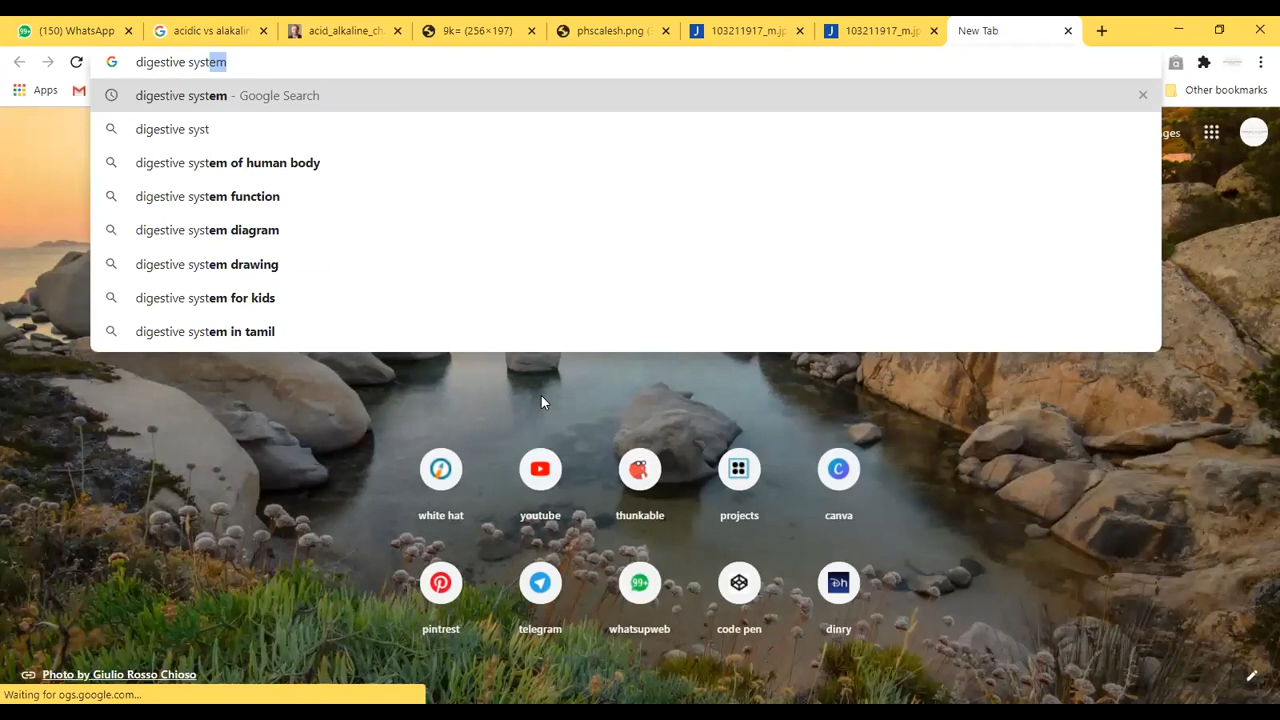 (150) WhatsApp
acidic vs alakalin
acid_alkaline_ch
9k= (256×197)
phscalesh.png (
103211917_m.jp
103211917_m.jp
New Tab
digestive system
Apps
Other bookmarks
digestive system - Google Search
digestive syst
ges
digestive system of human body
digestive system function
digestive system diagram
digestive system drawing
digestive system for kids
digestive system in tamil
white hat
youtube
thunkable
projects
canva
pintrest
telegram
whatsupweb
code pen
dinry
Photo by Giulio Rosso Chioso
Waiting for ogs.google.com...